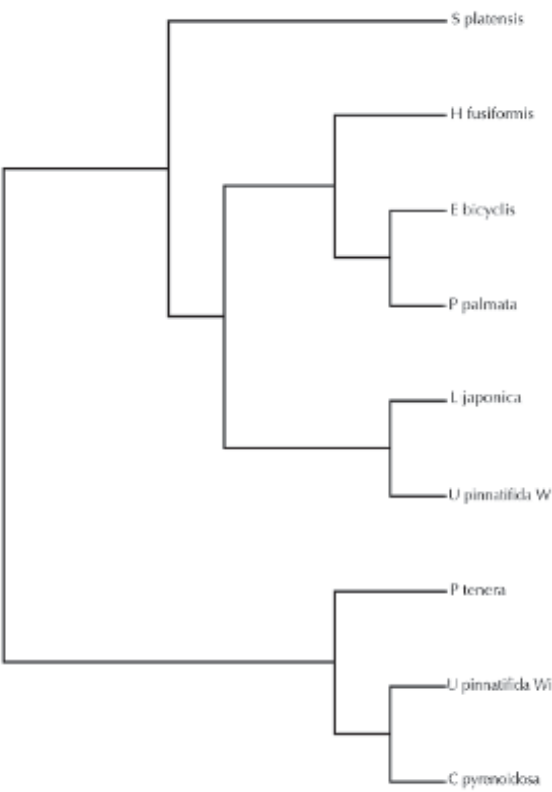 S platensis
H fusiformis
E bicyclis
P palmata
L japonica
U pinnatifida W
P tenera
U pinnatifida Wi
C pyrenoidosa